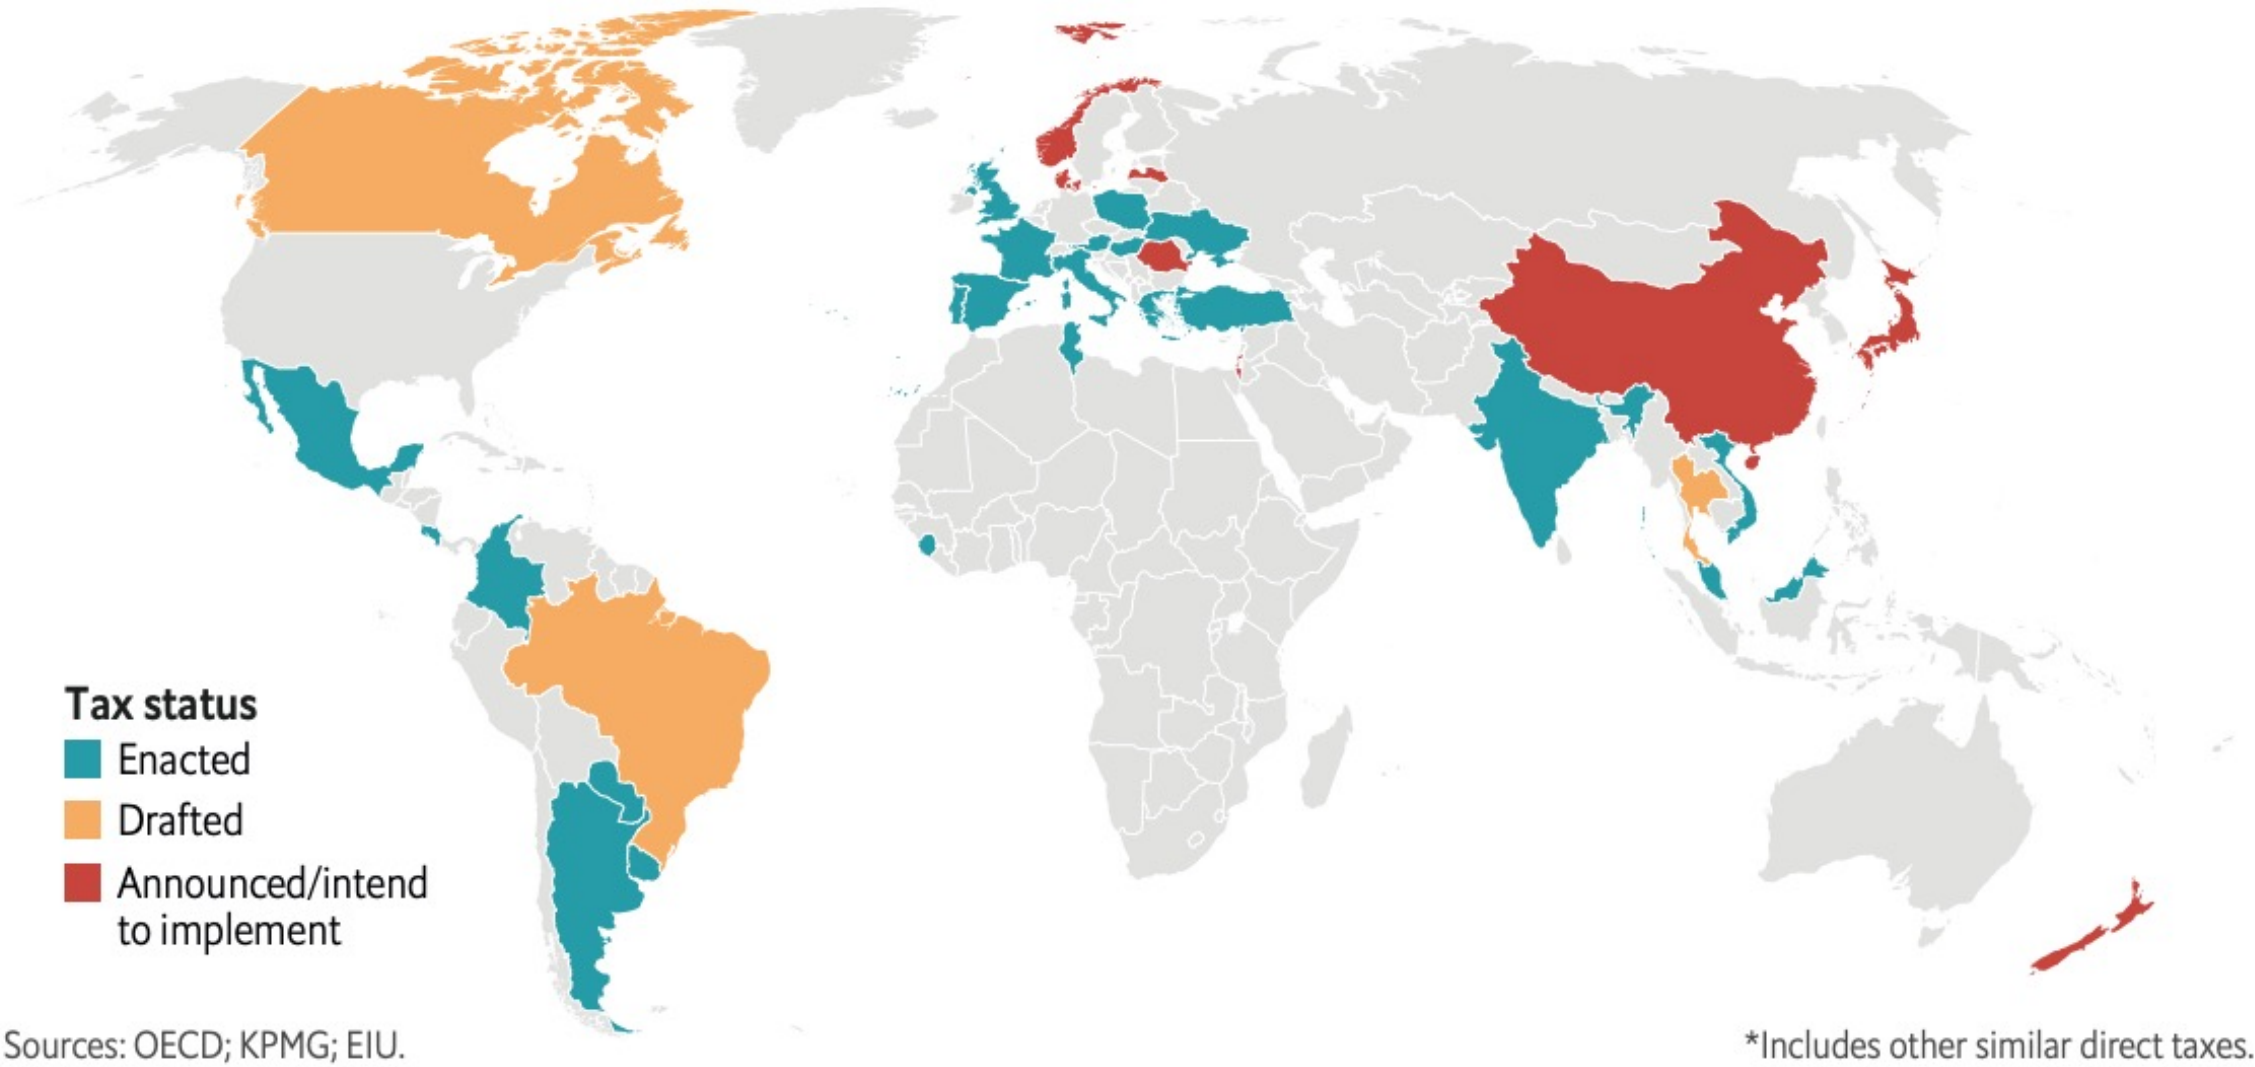 Tax status
Enacted
Drafted
Announced/intend
to implement
Sources: OECD; KPMG; EIU.
*Includes other similar direct taxes.